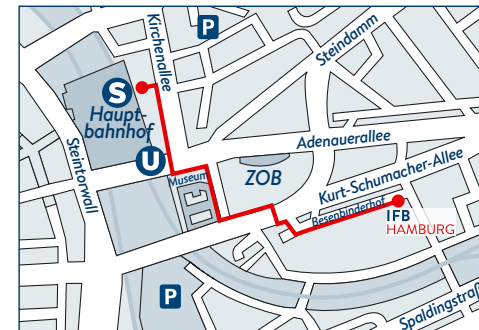 Kirchenallee
P
Steindamm
S
Haupt-
bahnhof
U
Steintorwall
Adenauerallee
Museum
ZOB
Kurt-Schumacher-Allee
Besenbinderhof
IFB
HAMBURG
P
Spaldingstraß